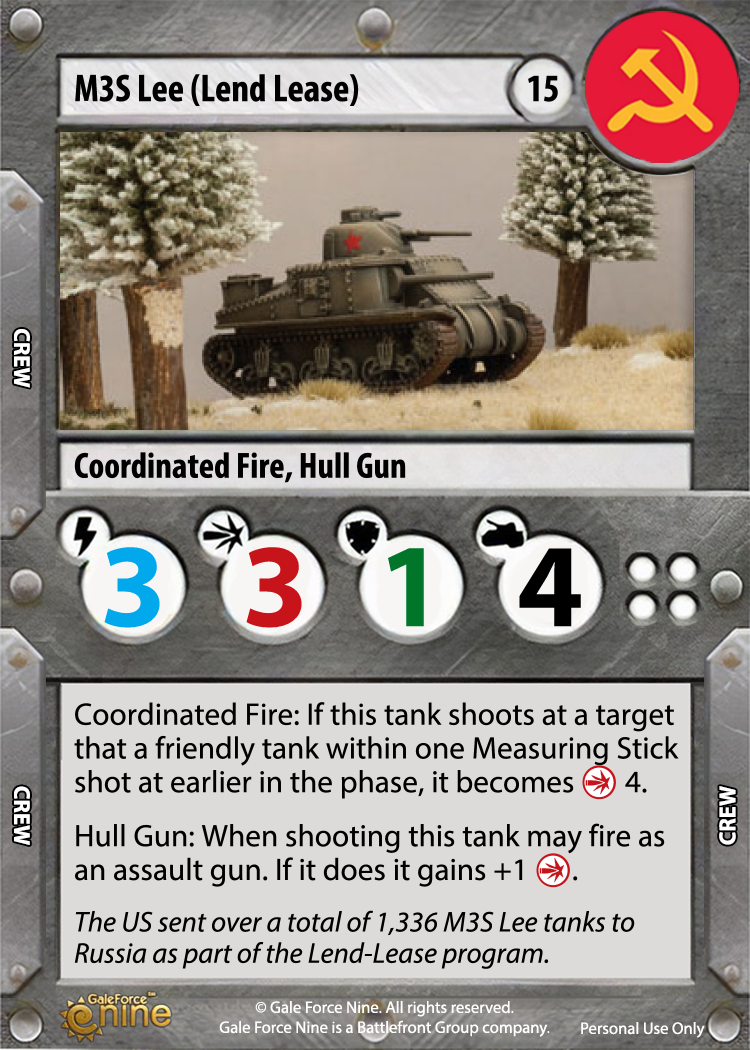 M3S Lee (Lend Lease)
15
CREW
Coordinated Fire, Hull Gun
3
3
1
4
Coordinated Fire: If this tank shoots at a target
that a friendly tank within one Measuring Stick
shot at earlier in the phase, it becomes 4.
Hull Gun: When shooting this tank may fire as
an assault gun. If it does it gains +1 .
The US sent over a total of 1,336 M3S Lee tanks to
Russia as part of the Lend-Lease program.
CREW
CREW
GaleForce™
nine
© Gale Force Nine. All rights reserved.
Gale Force Nine is a Battlefront Group company.
Personal Use Only